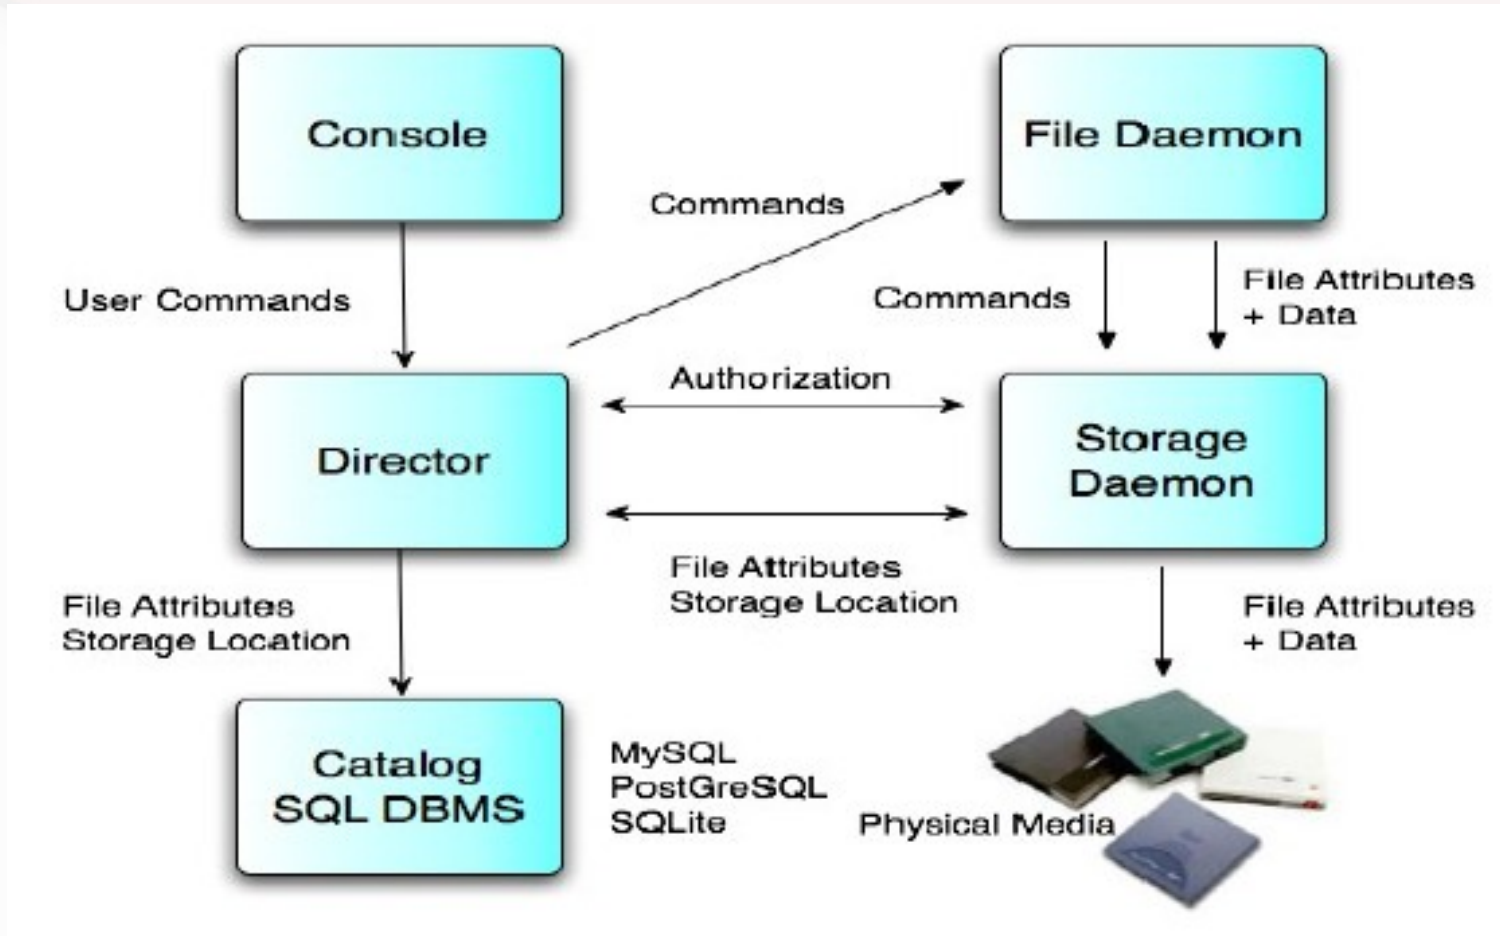 Console
File Daemon
Commands
User Commands
Commands
File Attributes
+ Data
Authorization
Director
Storage
Daemon
File Attributes
Storage Location
File Attributes
Storage Location
File Attributes
+ Data
Catalog
SQL DBMS
MySQL
PostGreSQL
SQLite
Physical Media